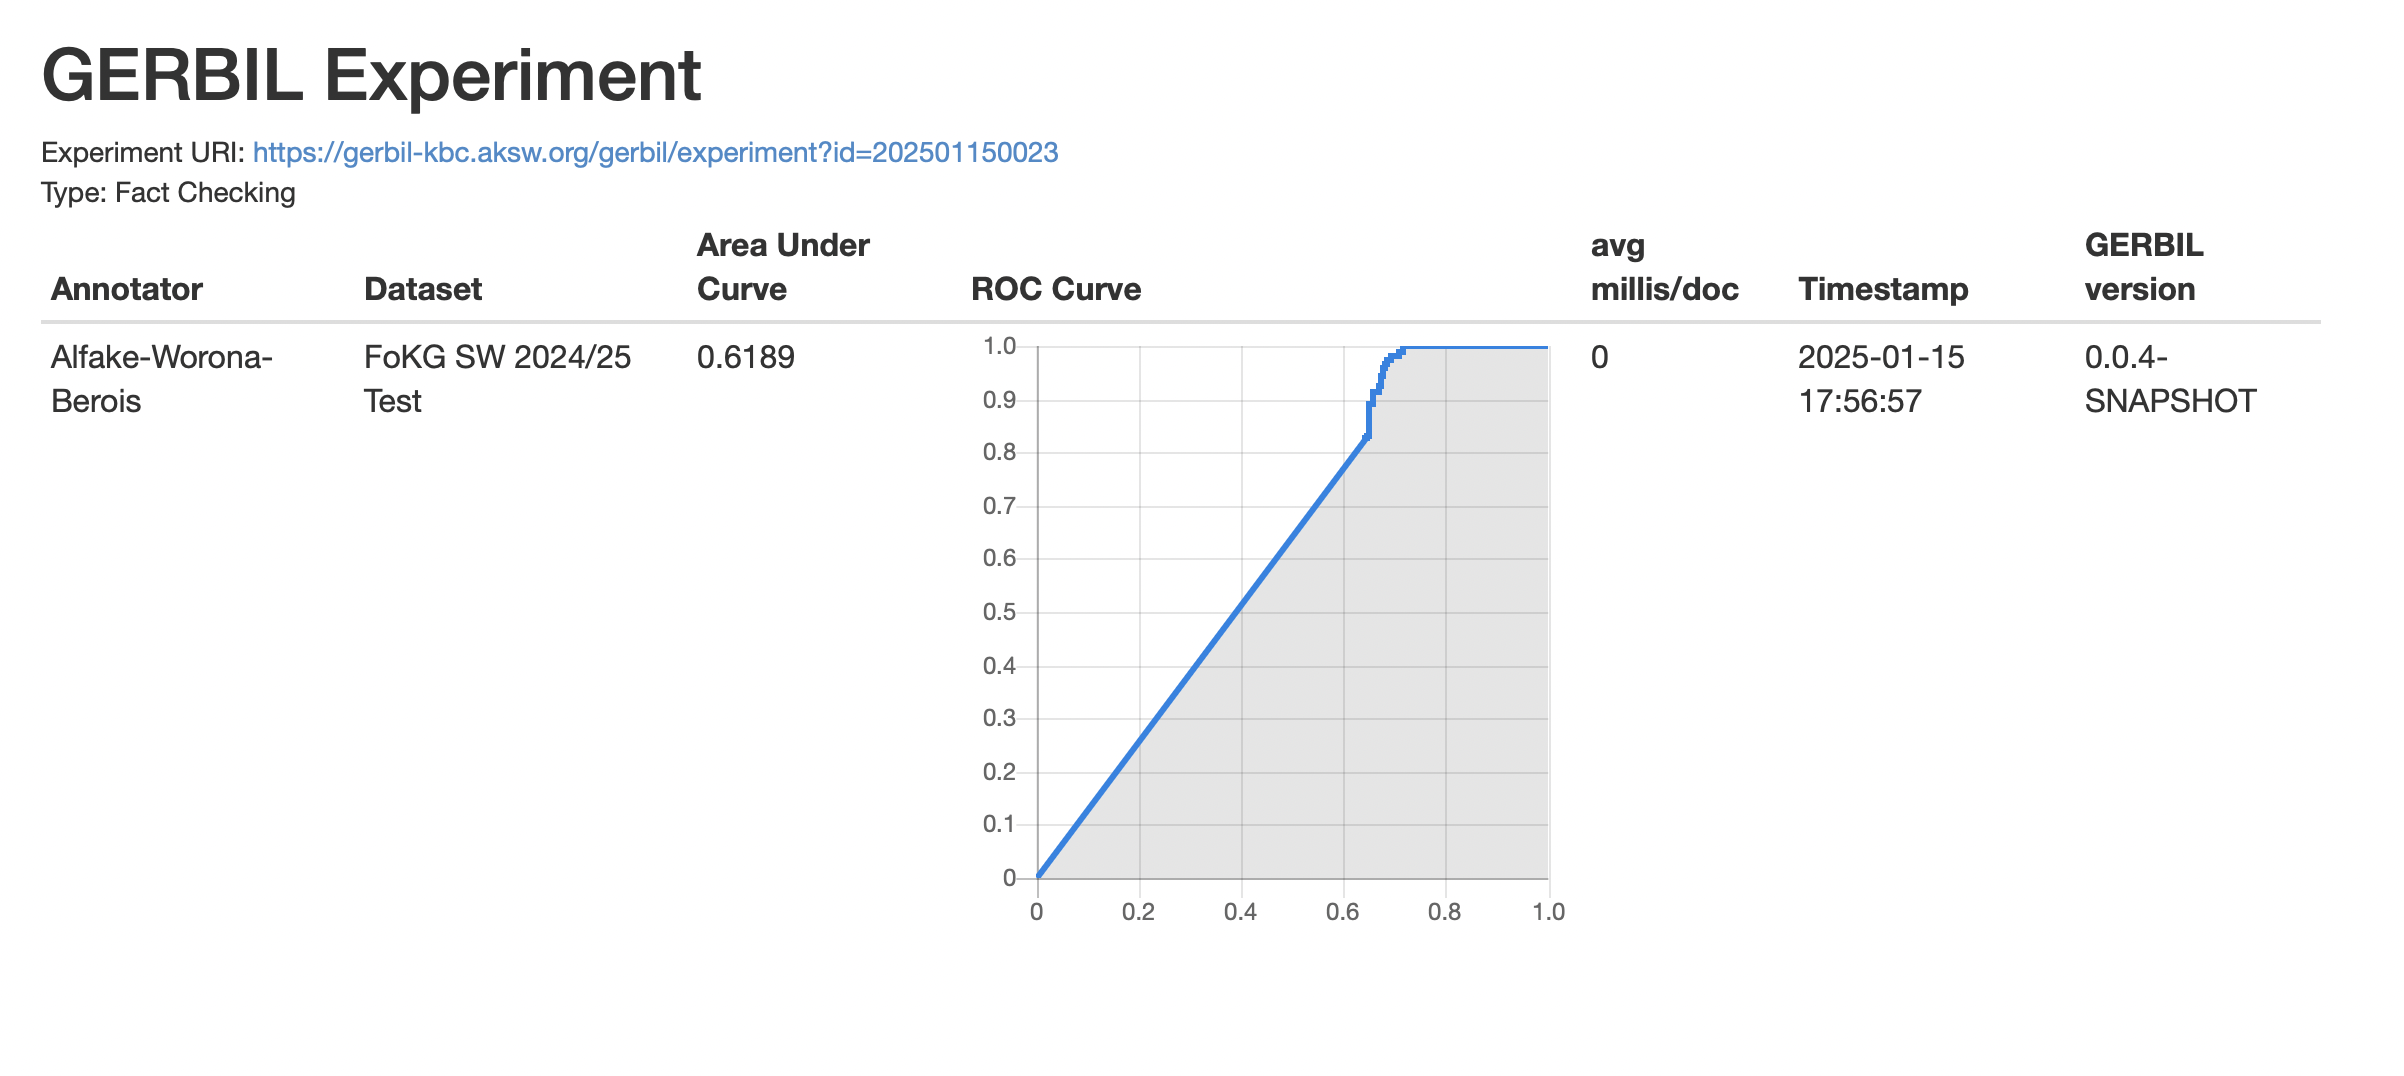 GERBIL Experiment
Experiment URI: https://gerbil-kbc.aksw.org/gerbil/experiment?id=202501150023
Type: Fact Checking
Annotator
Dataset
Area Under
Curve
ROC Curve
avg
millis/doc
Timestamp
GERBIL
version
Alfake-Worona-
Berois
FoKG SW 2024/25
Test
0.6189
1.0
0.9
0.8
0.7
0.6
0.5
0.4
0.3
0.2
0.1
0
0 0.2 0.4 0.6 0.8 1.0
0
2025-01-15
17:56:57
0.0.4-
SNAPSHOT